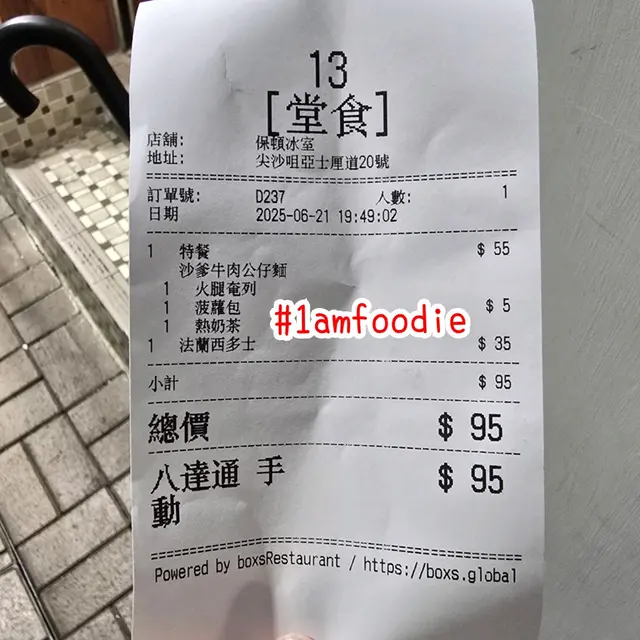 13
[堂食]
店舖: 保頓冰室
地址: 尖沙咀亞士厘道20號
訂單號: D237 人數: 1
日期 2025-06-21 19:49:02
1 特餐 $ 55
沙爹牛肉公仔麵
1 火腿奄列
1 菠蘿包 $ 5
1 熱奶茶
#1amfoodie
1 法蘭西多士 $ 35
小計 $ 95
總價 $ 95
八達通 手 $ 95
動
Powered by boxsRestaurant / https://boxs.global